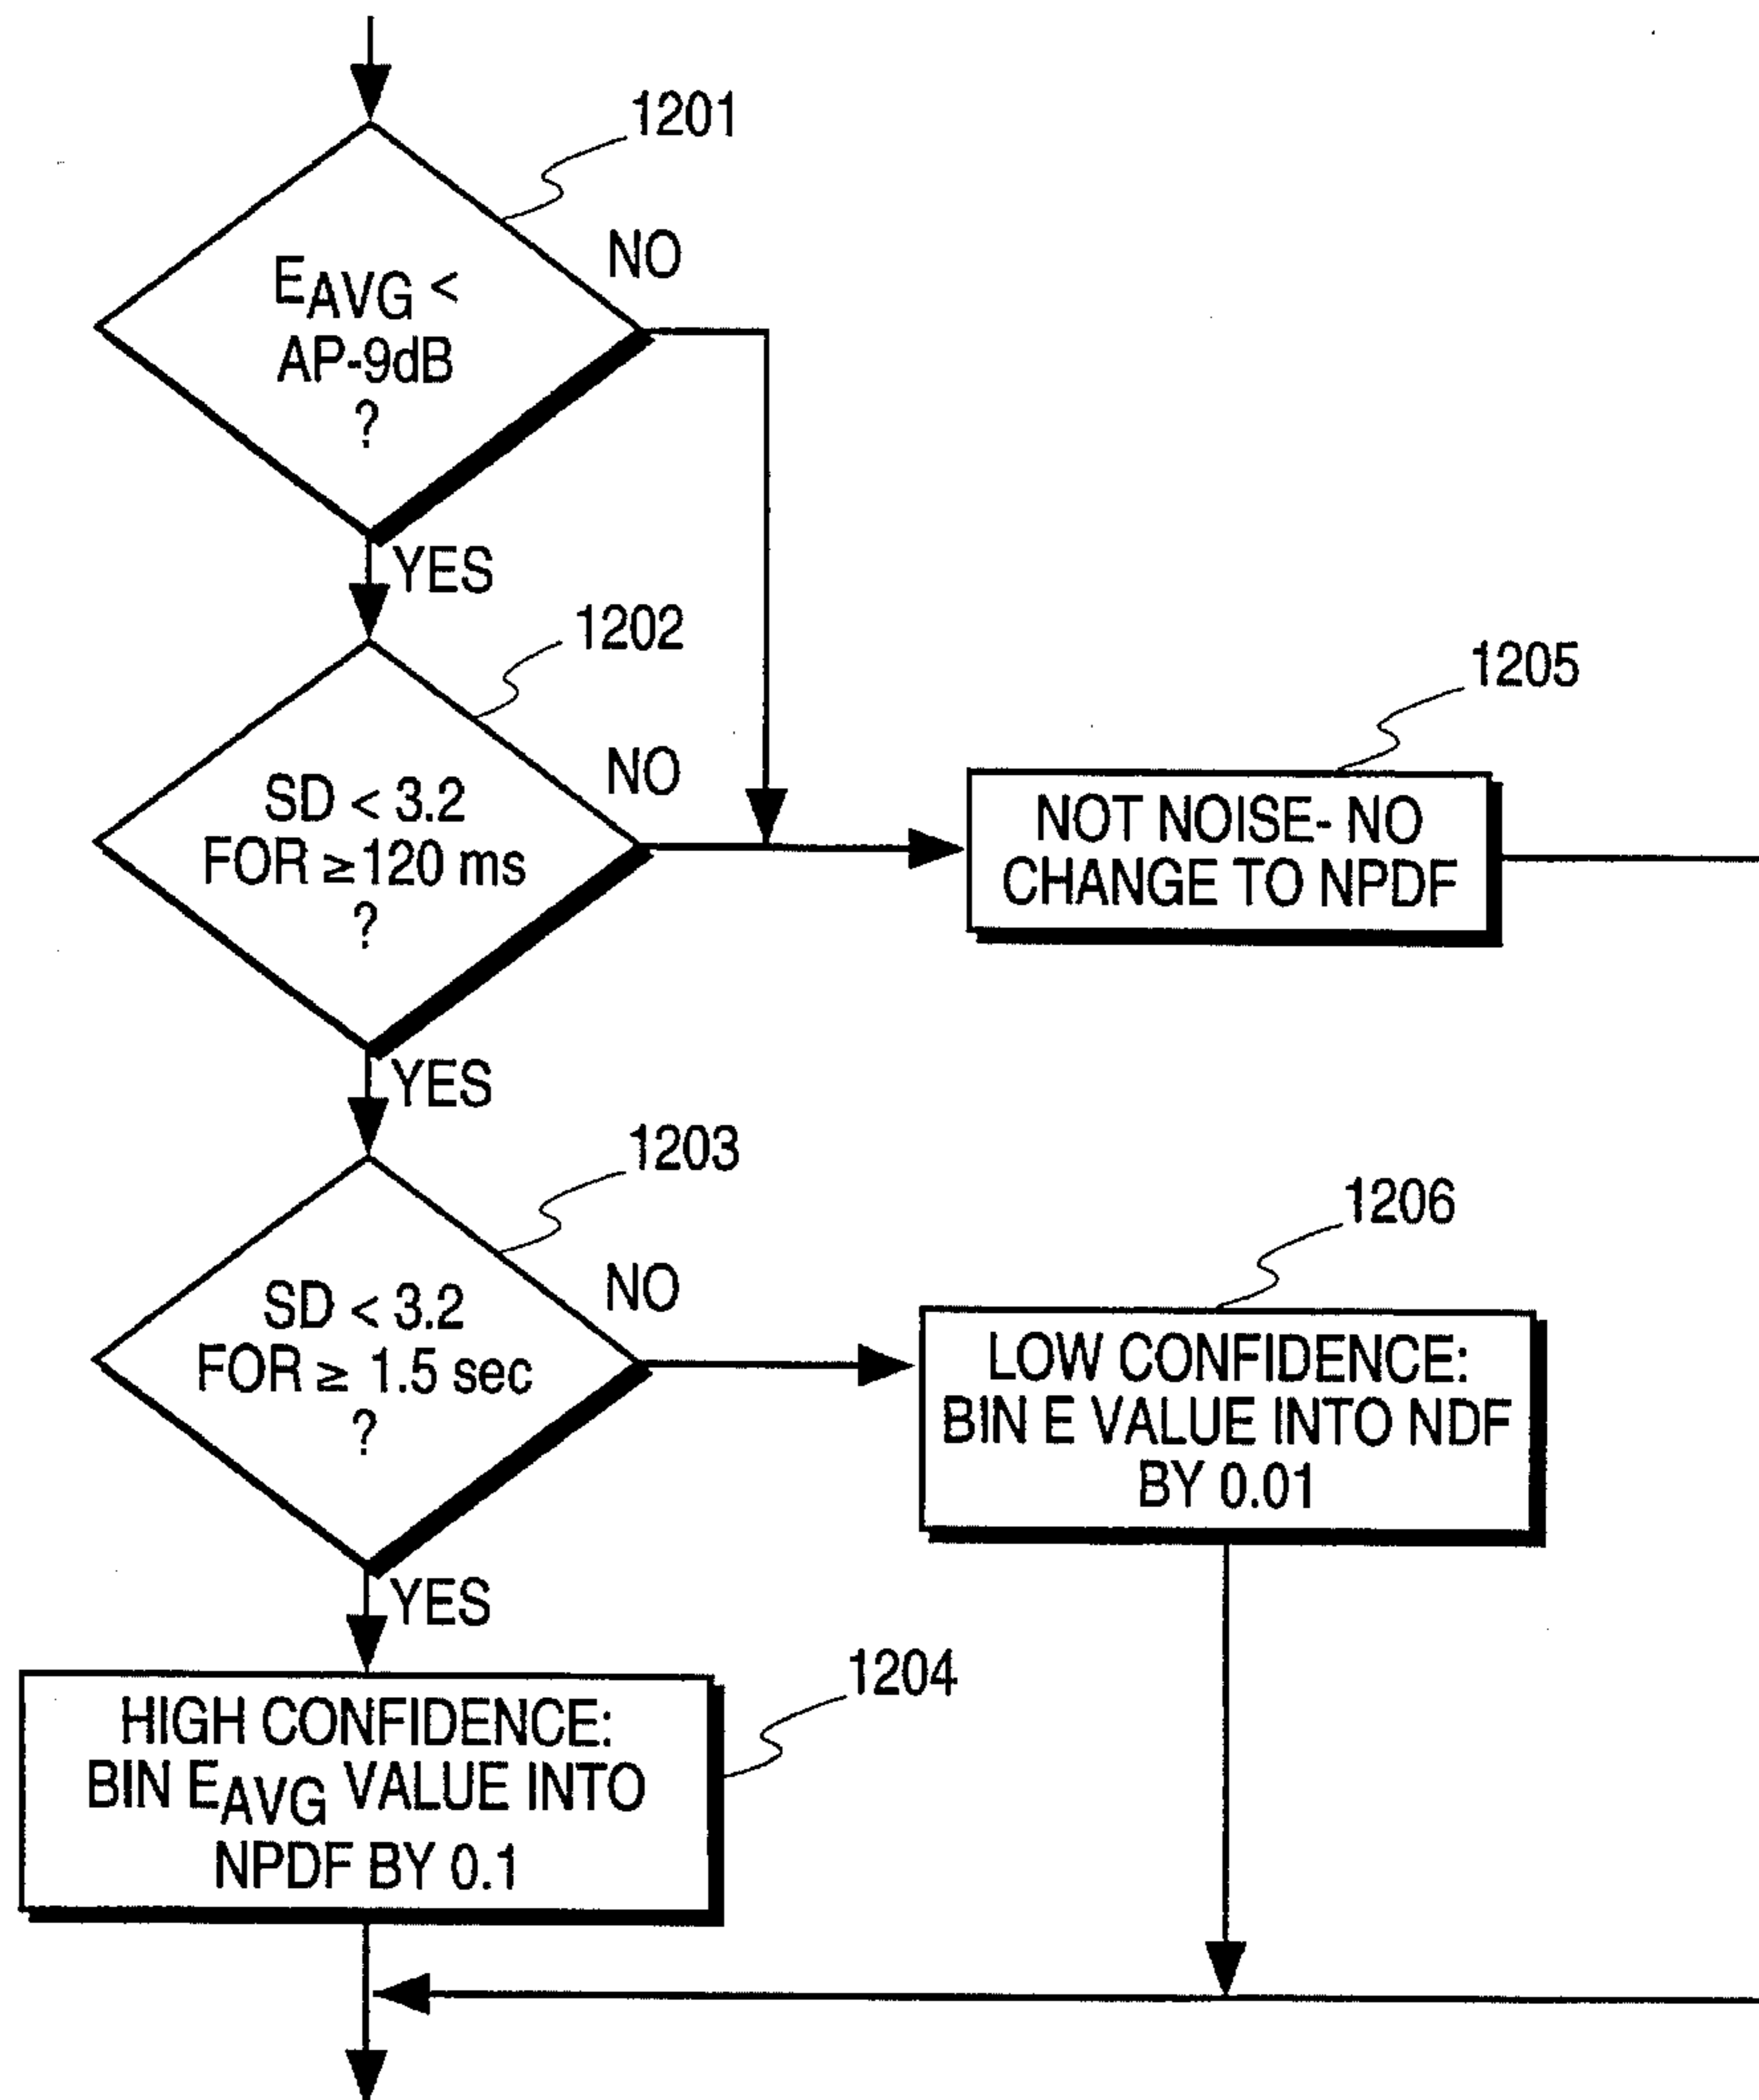 1201
NO
EAVG <
AP-9dB
?
YES
1202
NO
SD < 3.2
FOR ≥120 ms
?
1205
NOT NOISE- NO
CHANGE TO NPDF
YES
1203
NO
SD < 3.2
FOR ≥ 1.5 sec
?
1206
LOW CONFIDENCE:
BIN E VALUE INTO NDF
BY 0.01
YES
1204
HIGH CONFIDENCE:
BIN EAVG VALUE INTO
NPDF BY 0.1